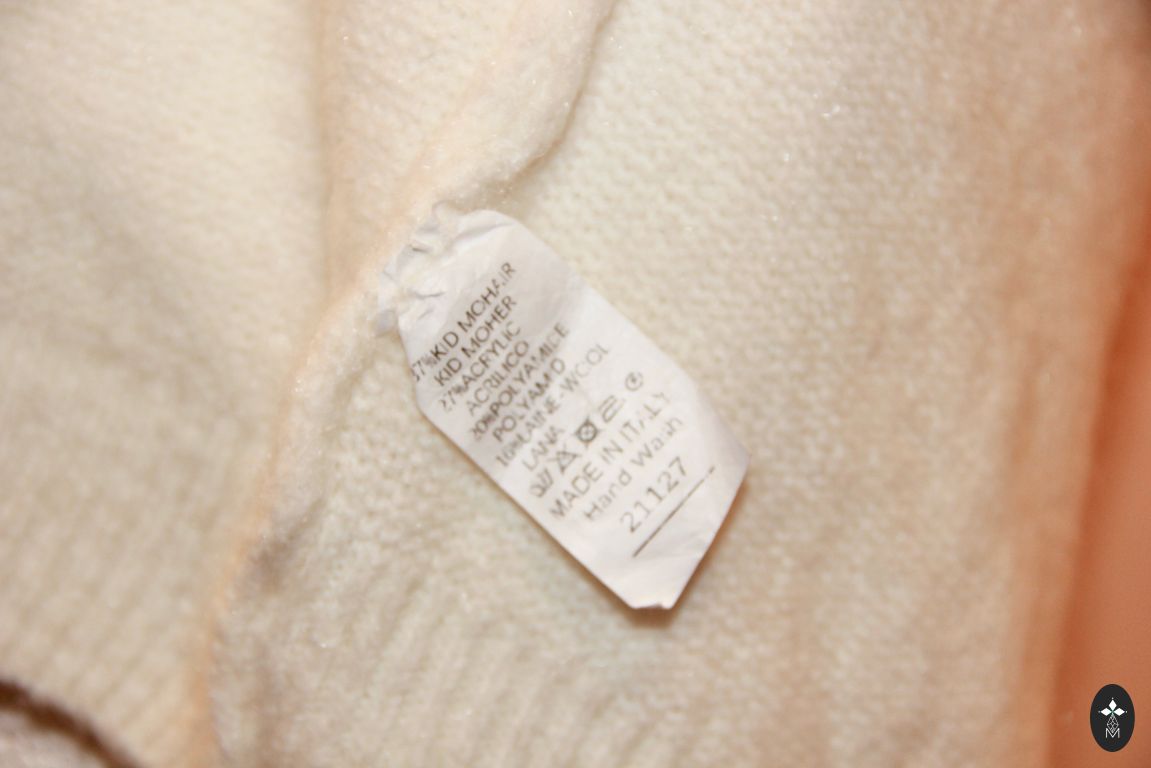 37%KID MOHAIR
KID MOHER
27%ACRYLIC
ACRILICO
20%POLYAMIDE
POLYAMID
16%LAINE-WOOL
LANA
MADE IN ITALY
Hand Wash
21127
M